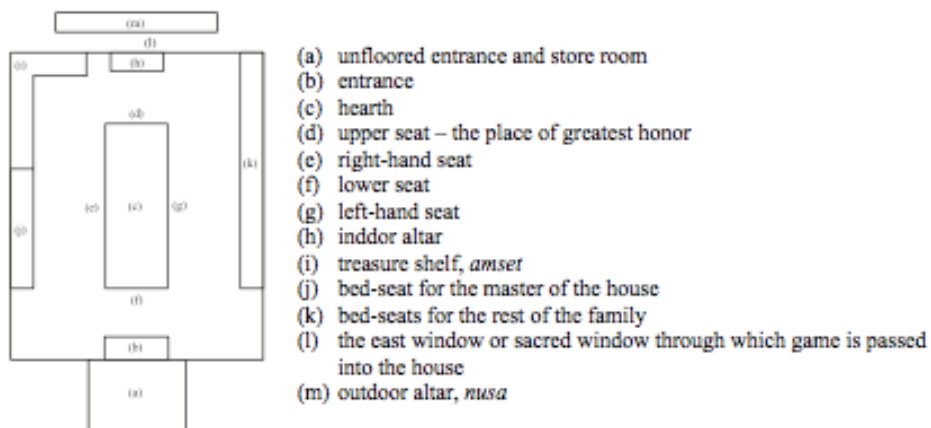 (m)
(l)
(i)
(h)
(d)
(k)
(e)
(c)
(g)
(j)
(f)
(b)
(a)
(a) unfloored entrance and store room
(b) entrance
(c) hearth
(d) upper seat – the place of greatest honor
(e) right-hand seat
(f) lower seat
(g) left-hand seat
(h) inddor altar
(i) treasure shelf, amset
(j) bed-seat for the master of the house
(k) bed-seats for the rest of the family
(l) the east window or sacred window through which game is passed
into the house
(m) outdoor altar, nusa